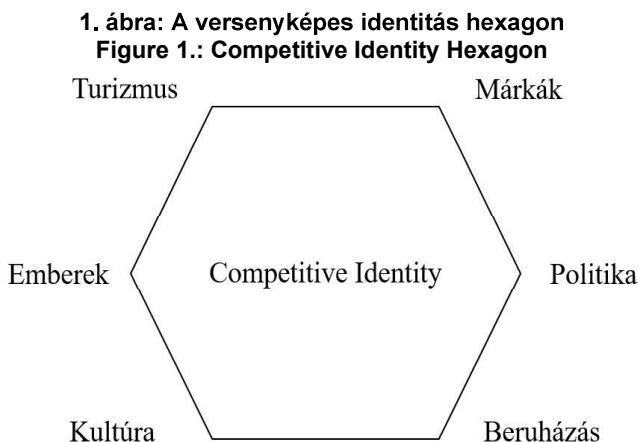 1. ábra: A versenyképes identitás hexagon
Figure 1.: Competitive Identity Hexagon
Turizmus
Márkák
Emberek
Competitive Identity
Politika
Kultúra
Beruházás